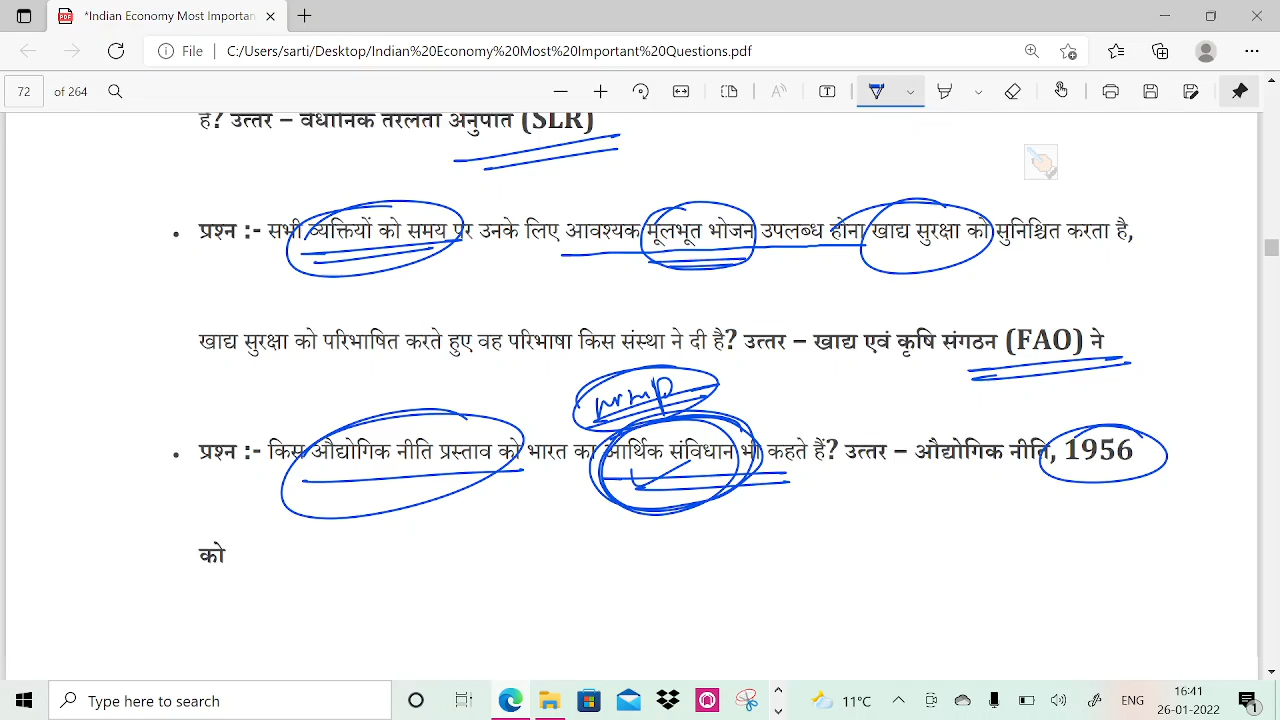 *Indian Economy Most Important
File
C:/Users/sarti/Desktop/Indian%20Economy%20Most%20Important%20Questions.pdf
72 of 264
है? उत्तर – वैधानिक तरलता अनुपात (SLR)
प्रश्न :- सभी व्यक्तियों को समय पर उनके लिए आवश्यक मूलभूत भोजन उपलब्ध होना खाद्य सुरक्षा को सुनिश्चित करता है,
खाद्य सुरक्षा को परिभाषित करते हुए वह परिभाषा किस संस्था ने दी है? उत्तर – खाद्य एवं कृषि संगठन (FAO) ने
प्रश्न :- किस औद्योगिक नीति प्रस्ताव को भारत का आर्थिक संविधान भी कहते हैं? उत्तर – औद्योगिक नीति, 1956
को
Type here to search
11°C
ENG
16:41
26-01-2022
1